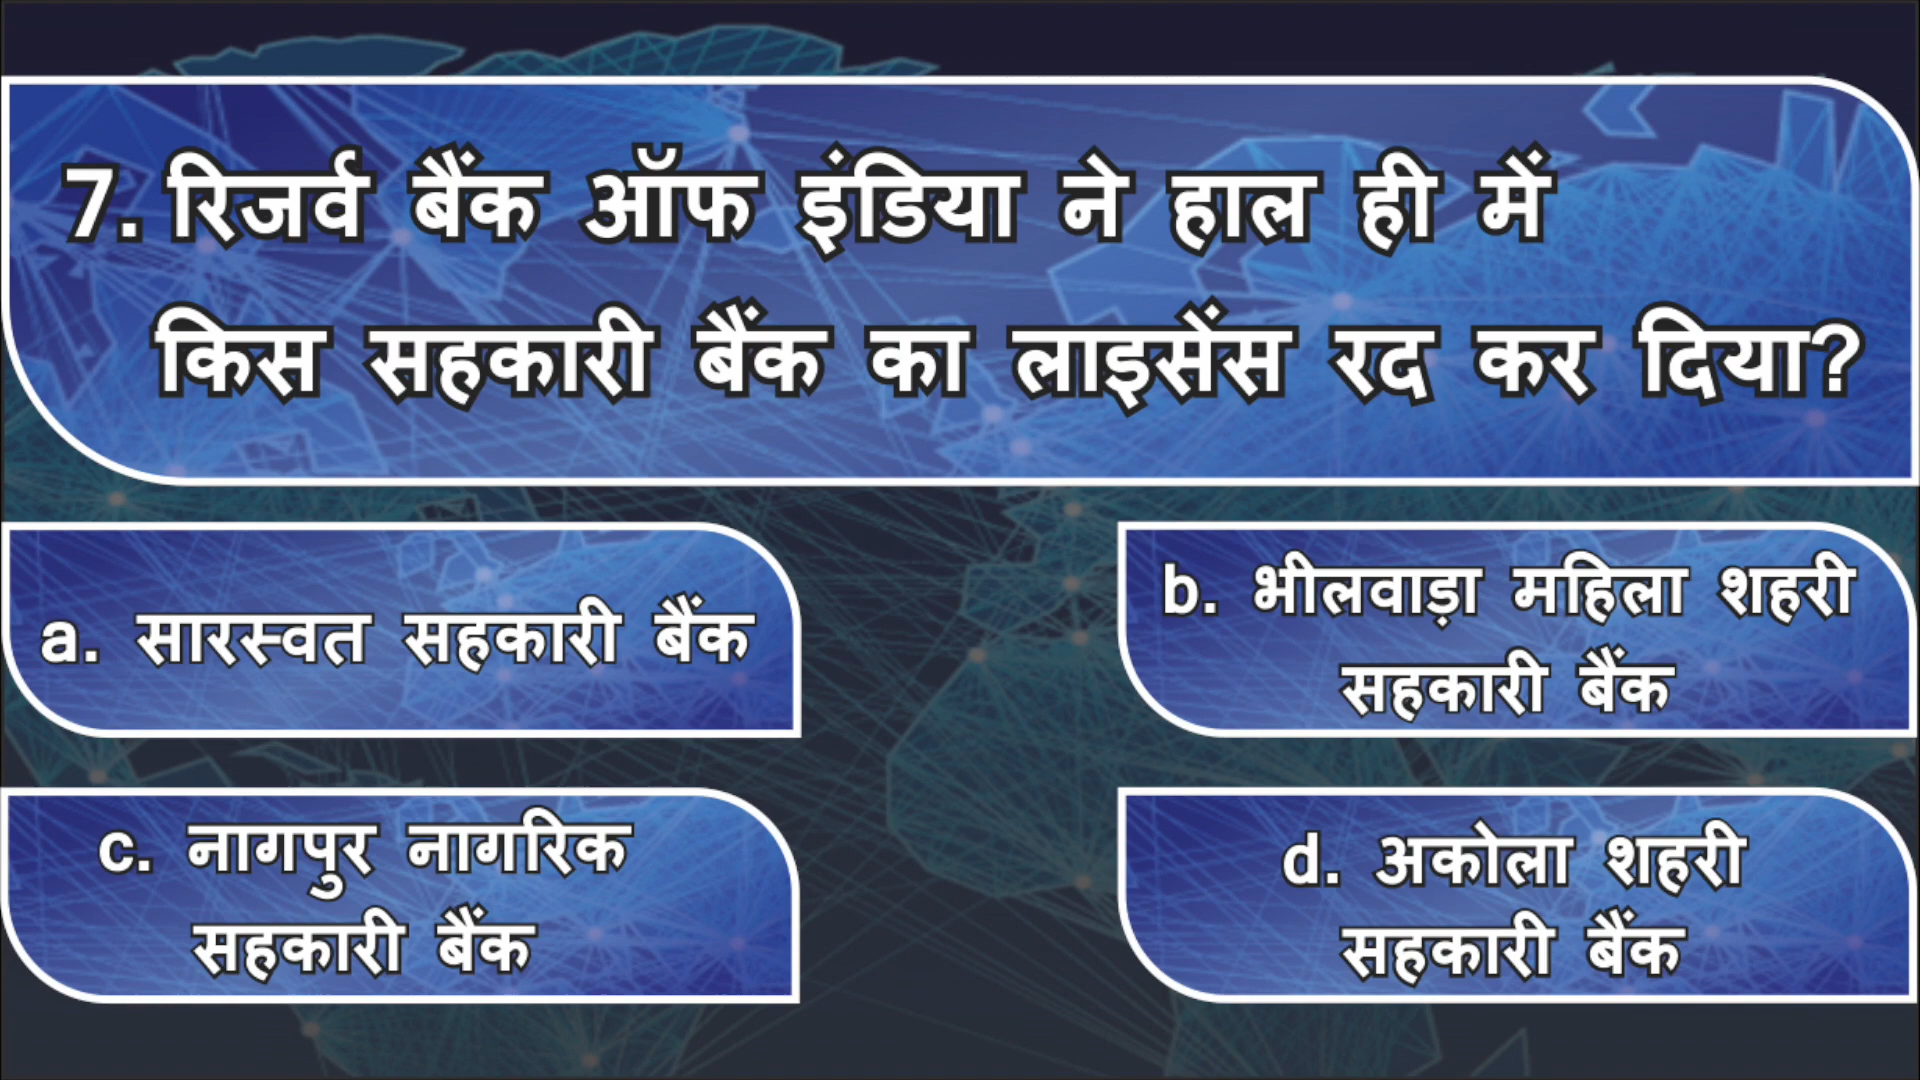 7. रिजर्व बैंक ऑफ इंडिया ने हाल ही में
किस सहकारी बैंक का लाइसेंस रद कर दिया?
a. सारस्वत सहकारी बैंक
b. भीलवाड़ा महिला शहरी
सहकारी बैंक
c. नागपुर नागरिक
सहकारी बैंक
d. अकोला शहरी
सहकारी बैंक